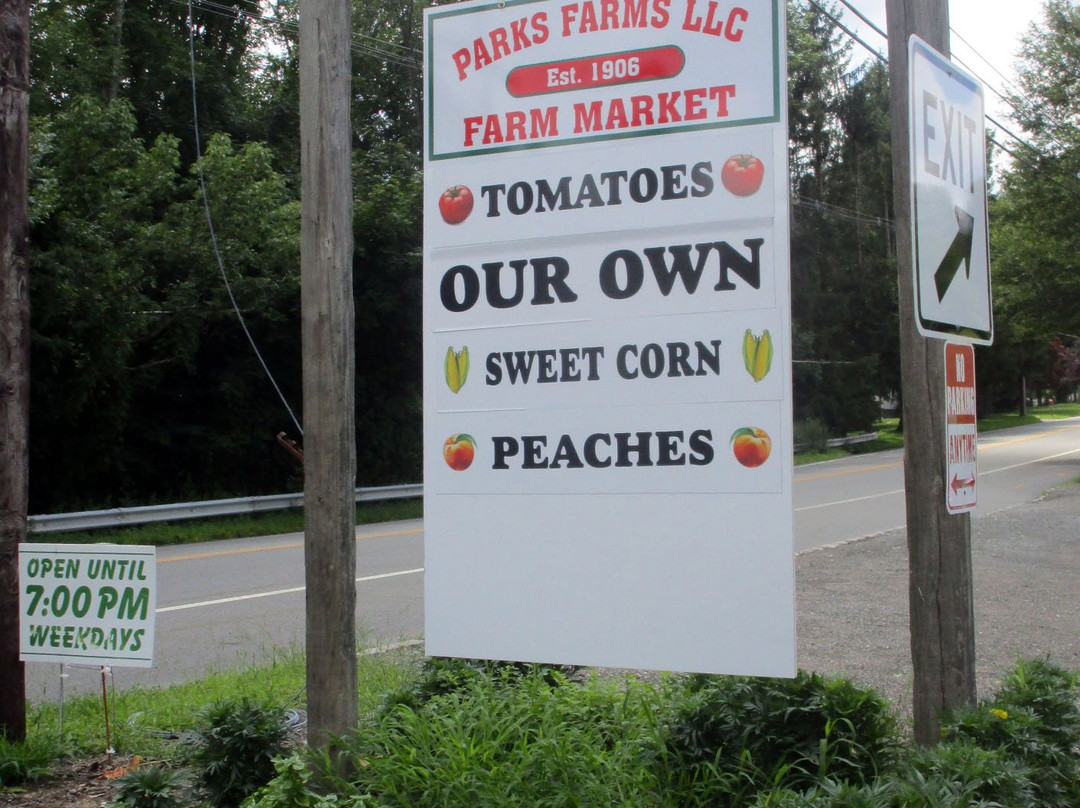 PARKS FARMS LLC
Est. 1906
FARM MARKET
TOMATOES
OUR OWN
SWEET CORN
PEACHES
OPEN UNTIL
7:00 PM
WEEKDAYS
EXIT
NO
PARKING
ANYTIME